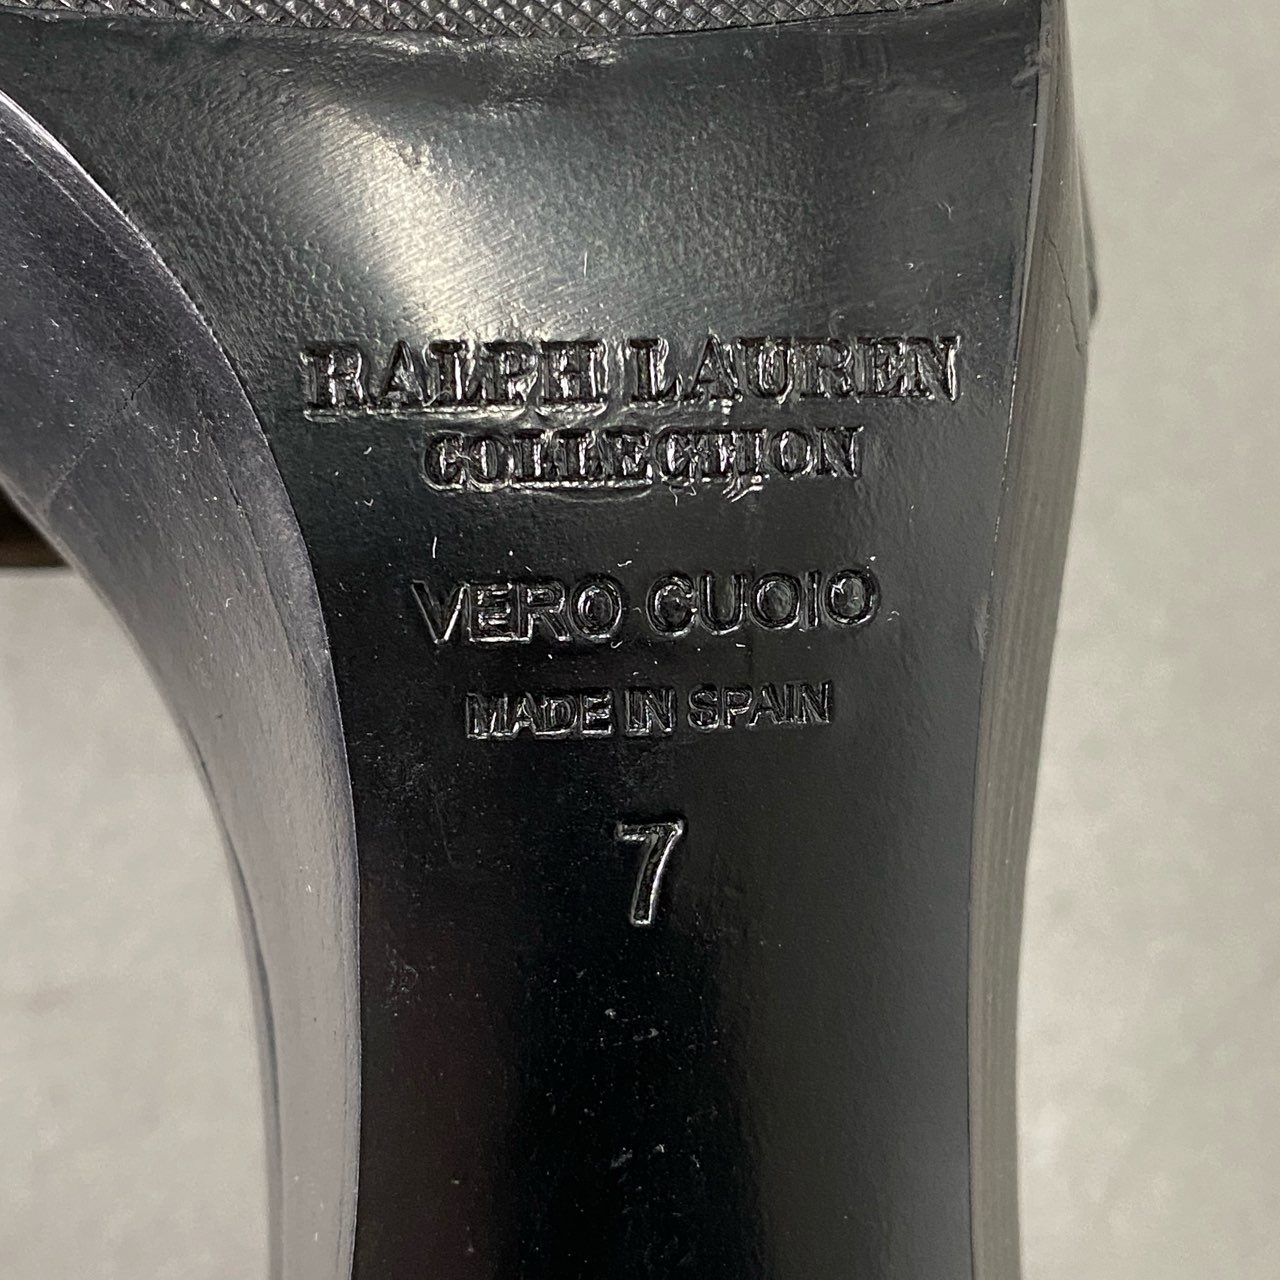 RALPH LAUREN
COLLECTION
VERO CUOIO
MADE IN SPAIN
7